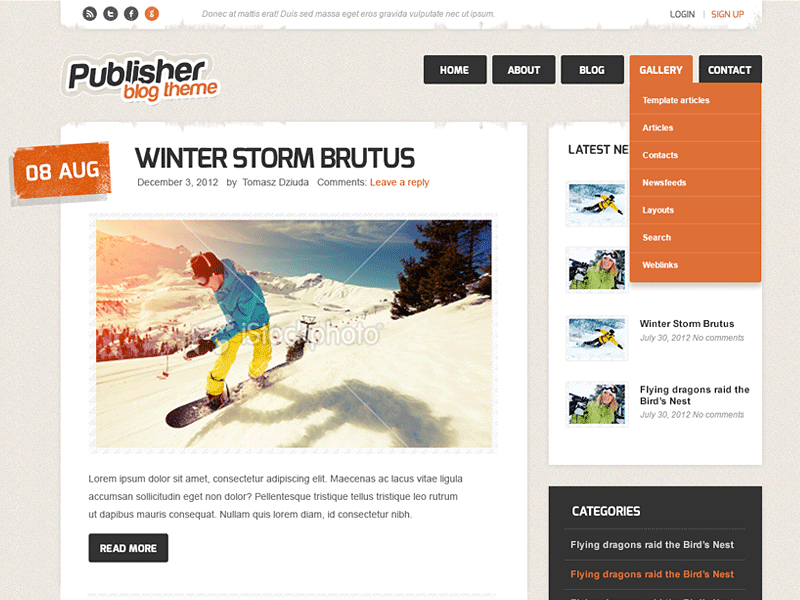 Donec at mattis erat! Duis sed massa eget eros gravida vulputate nec ut ipsum.
LOGIN | SIGN UP
Publisher
blog theme
HOME
ABOUT
BLOG
GALLERY
CONTACT
Template articles
Articles
Contacts
Newsfeeds
Layouts
Search
Weblinks
08 AUG
WINTER STORM BRUTUS
December 3, 2012 by Tomasz Dziuda Comments: Leave a reply
iStockphoto
Lorem ipsum dolor sit amet, consectetur adipiscing elit. Maecenas ac lacus vitae ligula
accumsan sollicitudin eget non dolor? Pellentesque tristique tellus tristique leo rutrum
ut dapibus mauris consequat. Nullam quis lorem diam, id consectetur nibh.
READ MORE
LATEST NE
Winter Storm Brutus
July 30, 2012 No comments
Flying dragons raid the
Bird's Nest
July 30, 2012 No comments
CATEGORIES
Flying dragons raid the Bird's Nest
Flying dragons raid the Bird's Nest